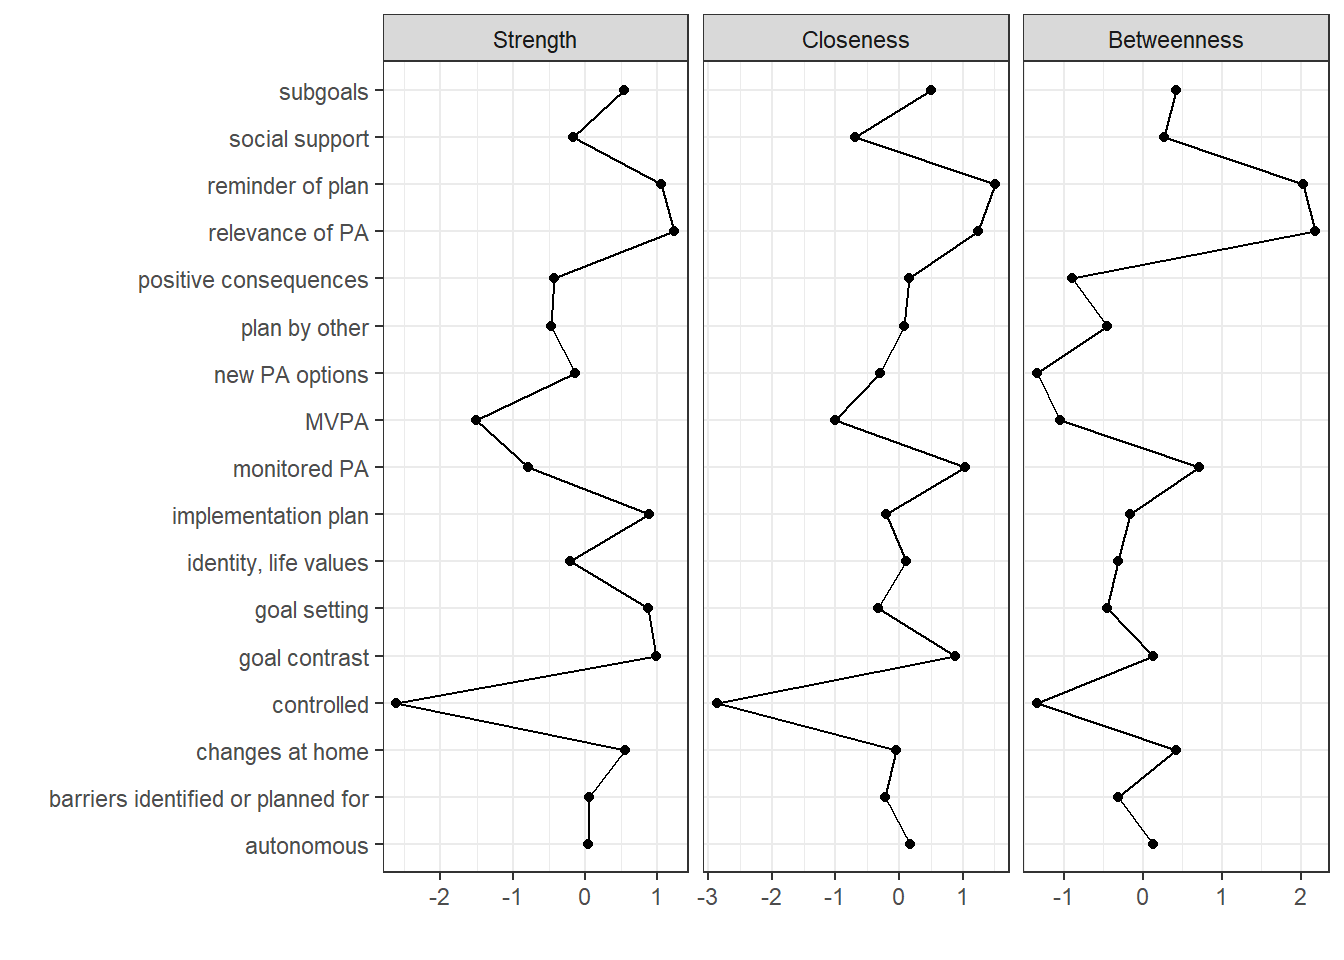 Strength Closeness Betweenness
subgoals
social support
reminder of plan
relevance of PA
positive consequences
plan by other
new PA options
MVPA
monitored PA
implementation plan
identity, life values
goal setting
goal contrast
controlled
changes at home
barriers identified or planned for
autonomous
-2 -1 0 1 -3 -2 -1 0 1 -1 0 1 2